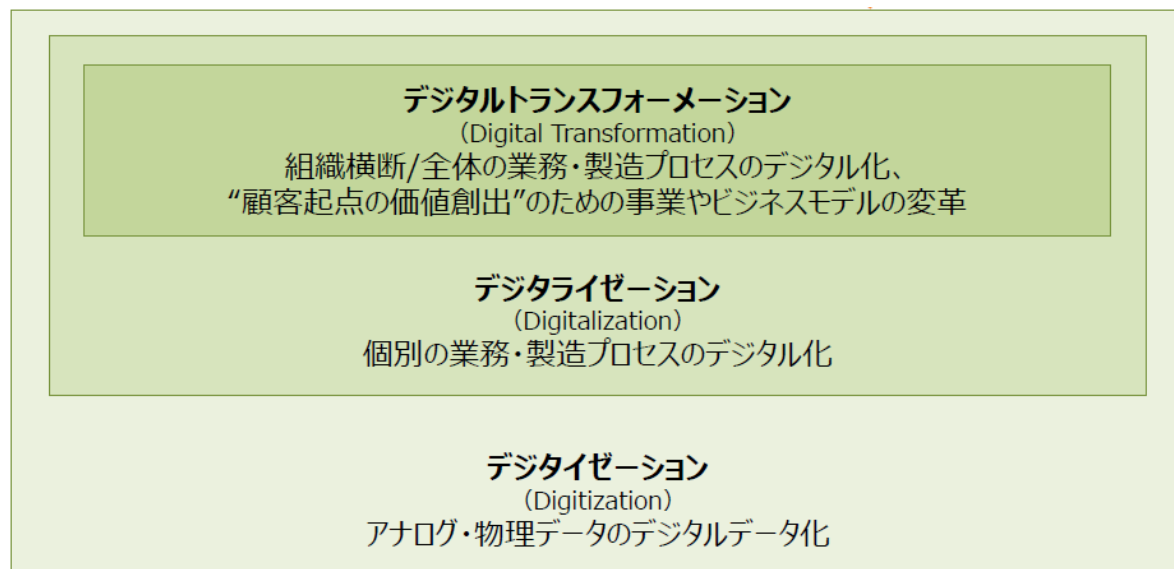 デジタルトランスフォーメーション
（Digital Transformation）
組織横断/全体の業務・製造プロセスのデジタル化、
“顧客起点の価値創出”のための事業やビジネスモデルの変革
デジタライゼーション
（Digitalization）
個別の業務・製造プロセスのデジタル化
デジタイゼーション
（Digitization）
アナログ・物理データのデジタルデータ化